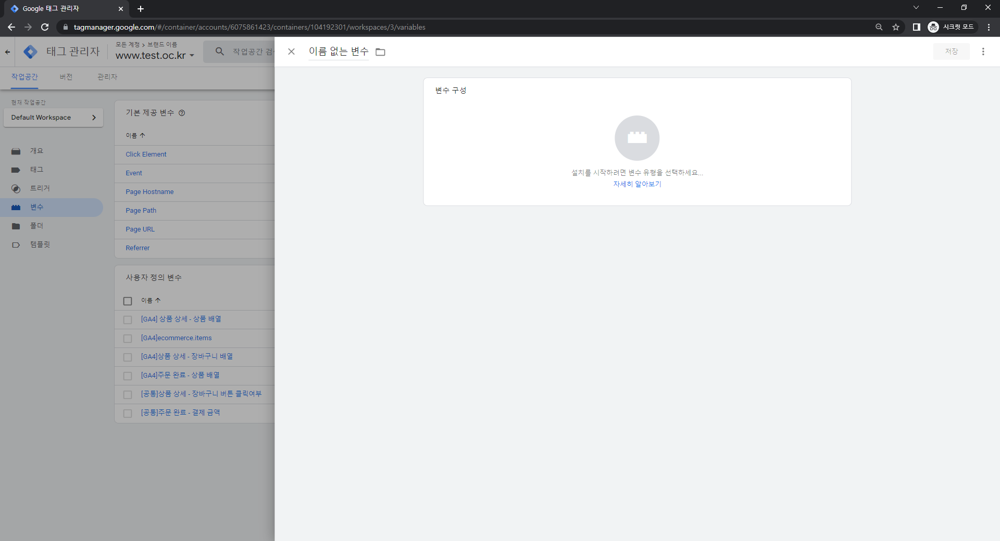 Google 태그 관리자
tagmanager.google.com/#/container/accounts/6075861423/containers/104192301/workspaces/3/variables
시크릿 모드
태그 관리자
모든 계정 > 브랜드 이름
www.test.oc.kr
작업공간 검
이름 없는 변수
저장
작업공간
버전
관리자
현재 작업공간
Default Workspace
개요
태그
트리거
변수
폴더
템플릿
기본 제공 변수
이름
Click Element
Event
Page Hostname
Page Path
Page URL
Referrer
사용자 정의 변수
이름
[GA4] 상품 상세 - 상품 배열
[GA4]ecommerce.items
[GA4]상품 상세 - 장바구니 배열
[GA4]주문 완료 - 상품 배열
[공통]상품 상세 - 장바구니 버튼 클릭여부
[공통]주문 완료 - 결제 금액
변수 구성
설치를 시작하려면 변수 유형을 선택하세요...
자세히 알아보기